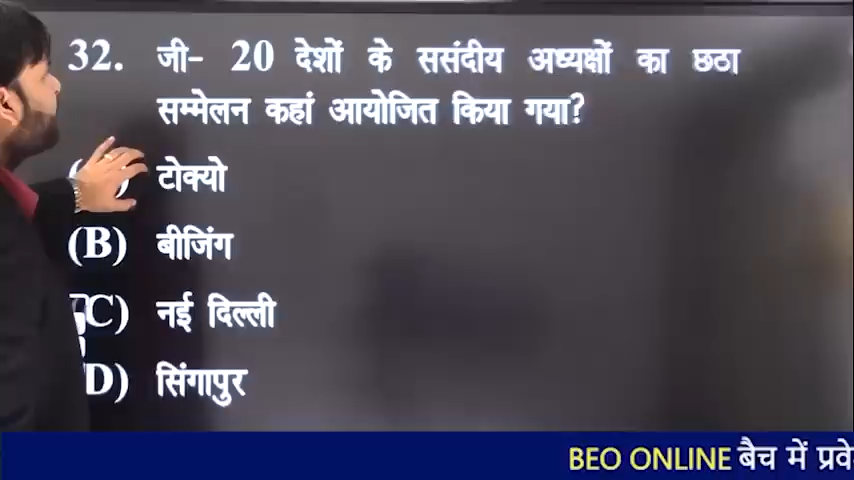 32. जी- 20 देशों के ससंदीय अध्यक्षों का छठा
सम्मेलन कहां आयोजित किया गया?
टोक्यो
(B) बीजिंग
C) नई दिल्ली
D) सिंगापुर
BEO ONLINE बैच में प्रवे